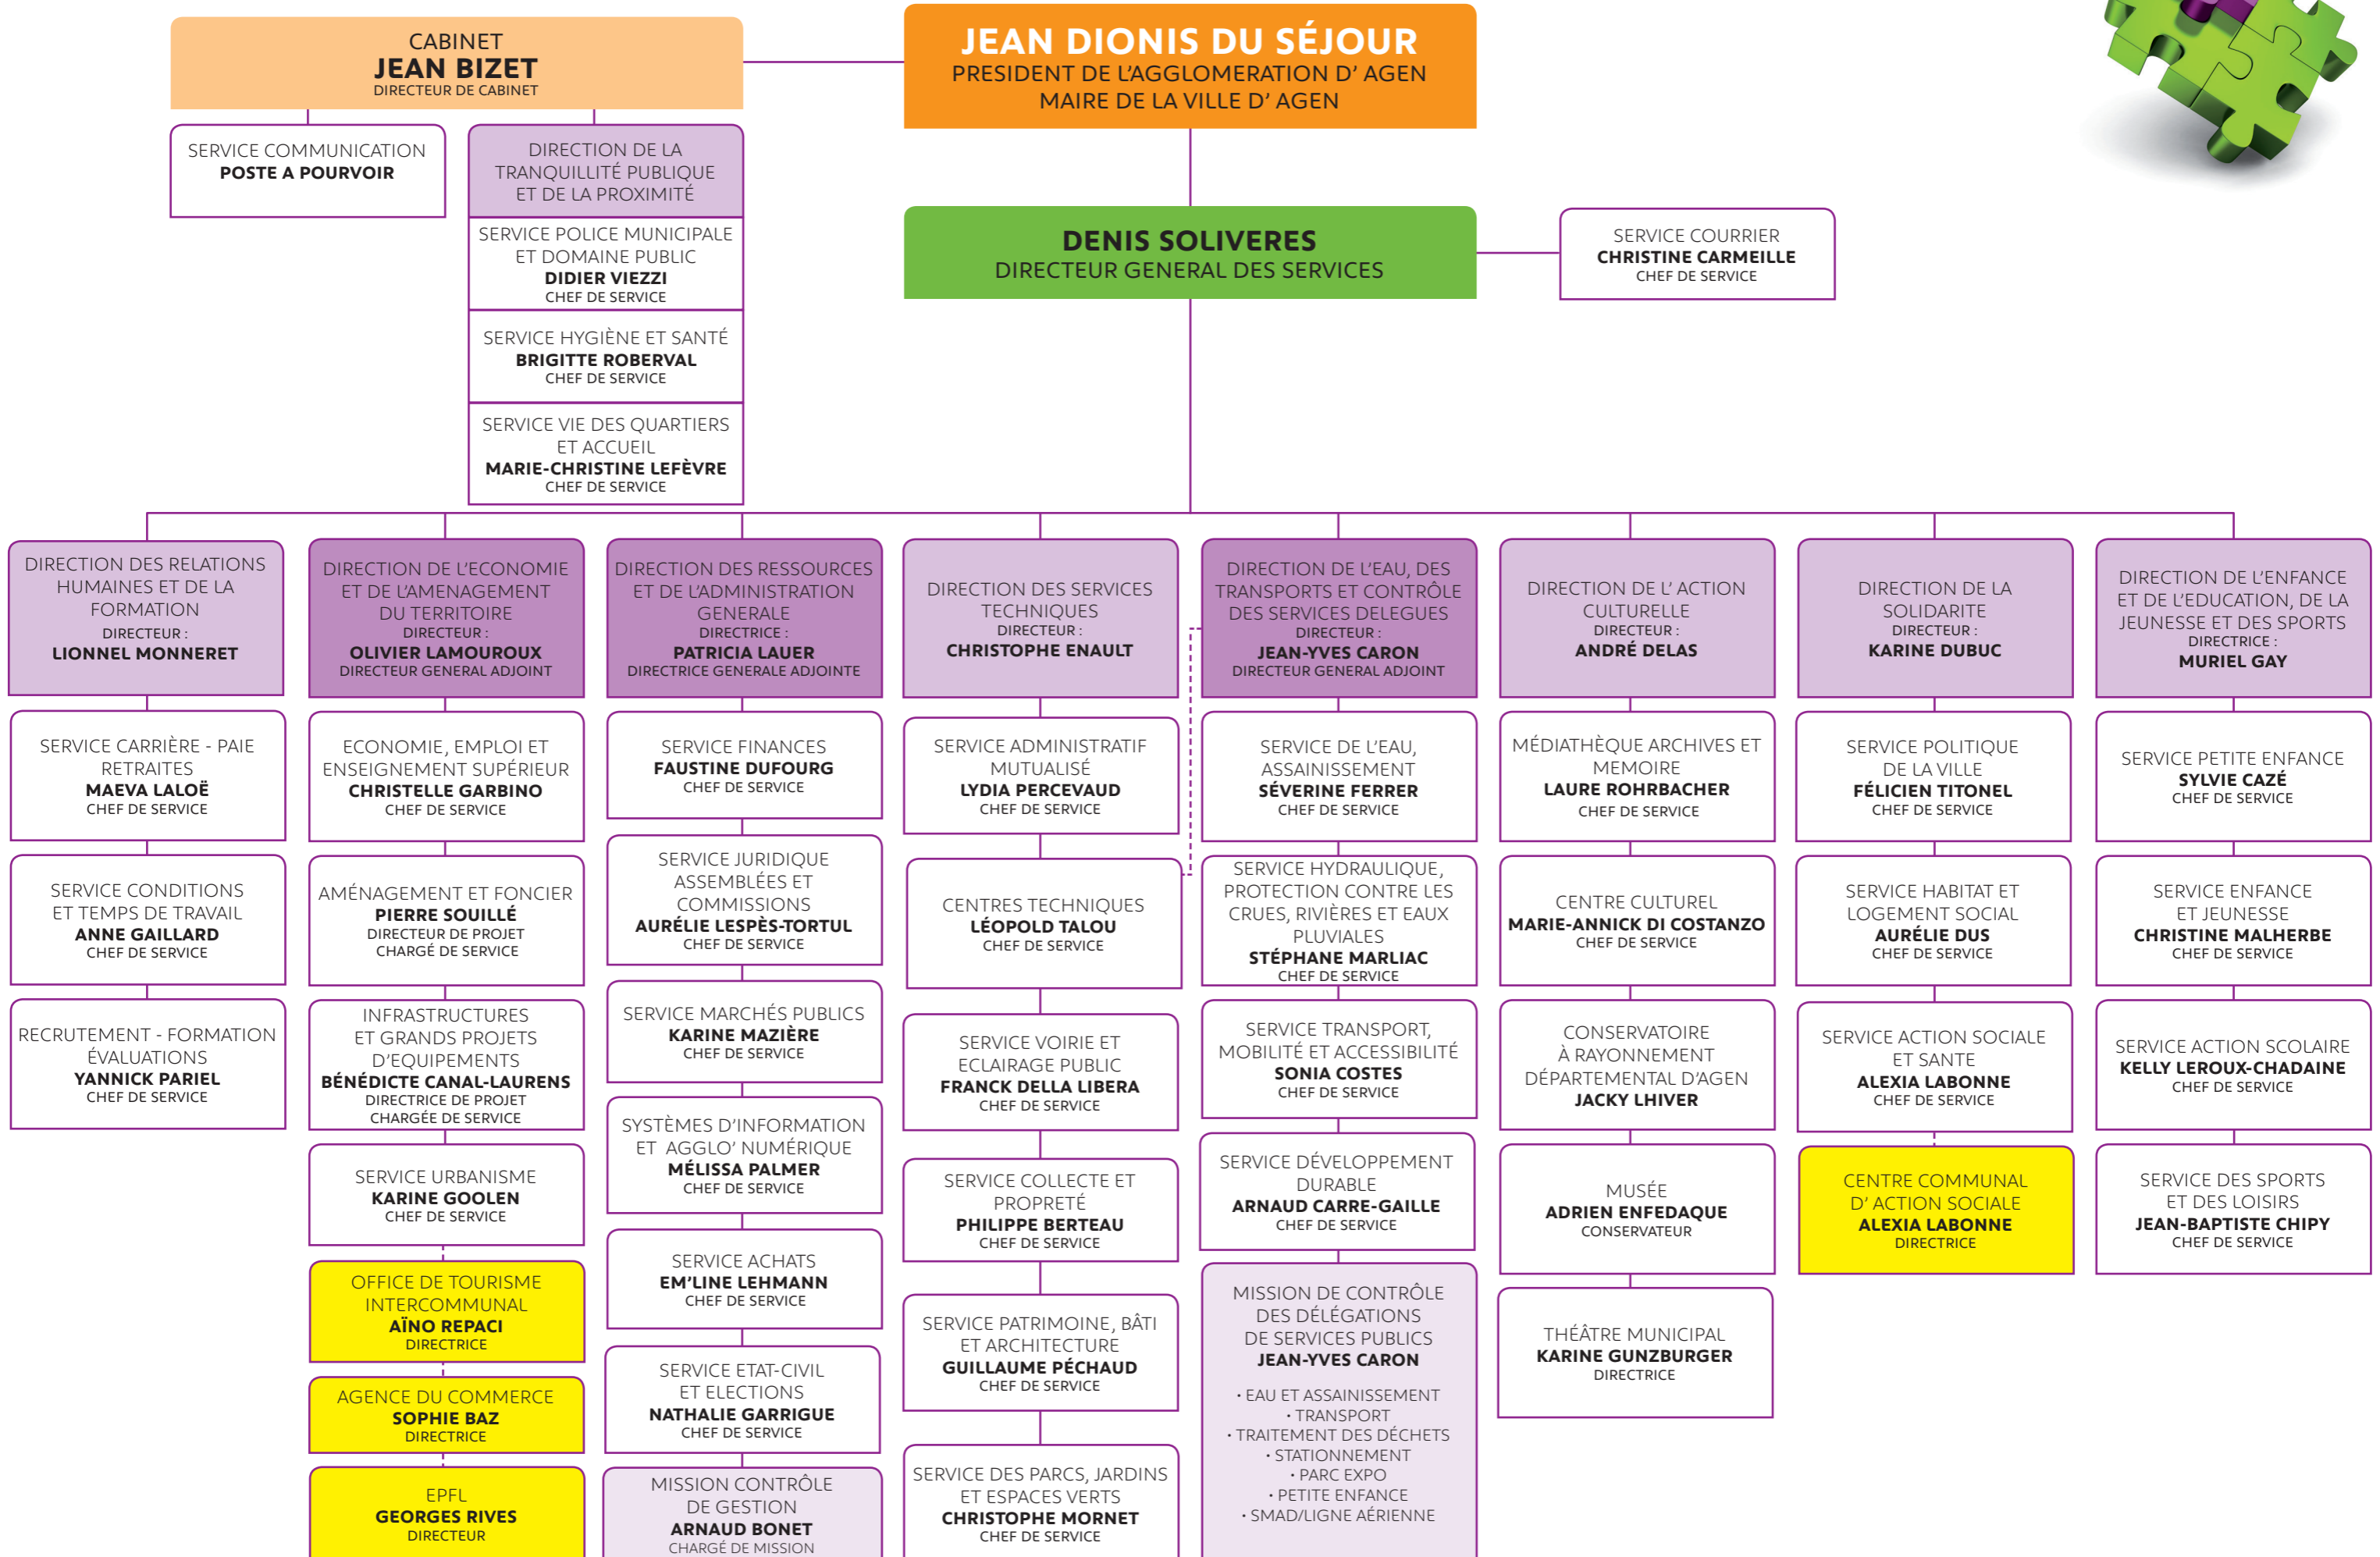 CABINET
JEAN BIZET
DIRECTEUR DE CABINET
JEAN DIONIS DU SÉJOUR
PRESIDENT DE L'AGGLOMERATION D' AGEN
MAIRE DE LA VILLE D' AGEN
SERVICE COMMUNICATION
POSTE A POURVOIR
DIRECTION DE LA
TRANQUILLITÉ PUBLIQUE
ET DE LA PROXIMITÉ
SERVICE POLICE MUNICIPALE
ET DOMAINE PUBLIC
DIDIER VIEZZI
CHEF DE SERVICE
SERVICE HYGIÈNE ET SANTÉ
BRIGITTE ROBERVAL
CHEF DE SERVICE
SERVICE VIE DES QUARTIERS
ET ACCUEIL
MARIE-CHRISTINE LEFÈVRE
CHEF DE SERVICE
DENIS SOLIVERES
DIRECTEUR GENERAL DES SERVICES
SERVICE COURRIER
CHRISTINE CARMEILLE
CHEF DE SERVICE
DIRECTION DES RELATIONS
HUMAINES ET DE LA
FORMATION
DIRECTEUR :
LIONNEL MONNERET
SERVICE CARRIÈRE - PAIE
RETRAITES
MAEVA LALOË
CHEF DE SERVICE
SERVICE CONDITIONS
ET TEMPS DE TRAVAIL
ANNE GAILLARD
CHEF DE SERVICE
RECRUTEMENT - FORMATION
ÉVALUATIONS
YANNICK PARIEL
CHEF DE SERVICE
DIRECTION DE L'ECONOMIE
ET DE L'AMENAGEMENT
DU TERRITOIRE
DIRECTEUR :
OLIVIER LAMOUROUX
DIRECTEUR GENERAL ADJOINT
ECONOMIE, EMPLOI ET
ENSEIGNEMENT SUPÉRIEUR
CHRISTELLE GARBINO
CHEF DE SERVICE
AMÉNAGEMENT ET FONCIER
PIERRE SOUILLÉ
DIRECTEUR DE PROJET
CHARGÉ DE SERVICE
INFRASTRUCTURES
ET GRANDS PROJETS
D'EQUIPEMENTS
BÉNÉDICTE CANAL-LAURENS
DIRECTRICE DE PROJET
CHARGÉE DE SERVICE
SERVICE URBANISME
KARINE GOOLEN
CHEF DE SERVICE
OFFICE DE TOURISME
INTERCOMMUNAL
AÏNO REPACI
DIRECTRICE
AGENCE DU COMMERCE
SOPHIE BAZ
DIRECTRICE
EPFL
GEORGES RIVES
DIRECTEUR
DIRECTION DES RESSOURCES
ET DE L'ADMINISTRATION
GENERALE
DIRECTRICE :
PATRICIA LAUER
DIRECTRICE GENERALE ADJOINTE
SERVICE FINANCES
FAUSTINE DUFOURG
CHEF DE SERVICE
SERVICE JURIDIQUE
ASSEMBLÉES ET
COMMISSIONS
AURÉLIE LESPÈS-TORTUL
CHEF DE SERVICE
SERVICE MARCHÉS PUBLICS
KARINE MAZIÈRE
CHEF DE SERVICE
SYSTÈMES D'INFORMATION
ET AGGLO' NUMÉRIQUE
MÉLISSA PALMER
CHEF DE SERVICE
SERVICE ACHATS
EM'LINE LEHMANN
CHEF DE SERVICE
SERVICE ETAT-CIVIL
ET ELECTIONS
NATHALIE GARRIGUE
CHEF DE SERVICE
MISSION CONTRÔLE
DE GESTION
ARNAUD BONET
CHARGÉ DE MISSION
DIRECTION DES SERVICES
TECHNIQUES
DIRECTEUR :
CHRISTOPHE ENAULT
SERVICE ADMINISTRATIF
MUTUALISÉ
LYDIA PERCEVAUD
CHEF DE SERVICE
CENTRES TECHNIQUES
LÉOPOLD TALOU
CHEF DE SERVICE
SERVICE VOIRIE ET
ECLAIRAGE PUBLIC
FRANCK DELLA LIBERA
CHEF DE SERVICE
SERVICE COLLECTE ET
PROPRETÉ
PHILIPPE BERTEAU
CHEF DE SERVICE
SERVICE PATRIMOINE, BÂTI
ET ARCHITECTURE
GUILLAUME PÉCHAUD
CHEF DE SERVICE
SERVICE DES PARCS, JARDINS
ET ESPACES VERTS
CHRISTOPHE MORNET
CHEF DE SERVICE
DIRECTION DE L'EAU, DES
TRANSPORTS ET CONTRÔLE
DES SERVICES DELEGUES
DIRECTEUR :
JEAN-YVES CARON
DIRECTEUR GENERAL ADJOINT
SERVICE DE L'EAU,
ASSAINISSEMENT
SÉVERINE FERRER
CHEF DE SERVICE
SERVICE HYDRAULIQUE,
PROTECTION CONTRE LES
CRUES, RIVIÈRES ET EAUX
PLUVIALES
STÉPHANE MARLIAC
CHEF DE SERVICE
SERVICE TRANSPORT,
MOBILITÉ ET ACCESSIBILITÉ
SONIA COSTES
CHEF DE SERVICE
SERVICE DÉVELOPPEMENT
DURABLE
ARNAUD CARRE-GAILLE
CHEF DE SERVICE
MISSION DE CONTRÔLE
DES DÉLÉGATIONS
DE SERVICES PUBLICS
JEAN-YVES CARON
• EAU ET ASSAINISSEMENT
• TRANSPORT
• TRAITEMENT DES DÉCHETS
• STATIONNEMENT
• PARC EXPO
• PETITE ENFANCE
• SMAD/LIGNE AÉRIENNE
DIRECTION DE L' ACTION
CULTURELLE
DIRECTEUR :
ANDRÉ DELAS
MÉDIATHÈQUE ARCHIVES ET
MEMOIRE
LAURE ROHRBACHER
CHEF DE SERVICE
CENTRE CULTUREL
MARIE-ANNICK DI COSTANZO
CHEF DE SERVICE
CONSERVATOIRE
À RAYONNEMENT
DÉPARTEMENTAL D'AGEN
JACKY LHIVER
MUSÉE
ADRIEN ENFEDAQUE
CONSERVATEUR
THÉÂTRE MUNICIPAL
KARINE GUNZBURGER
DIRECTRICE
DIRECTION DE LA
SOLIDARITE
DIRECTEUR :
KARINE DUBUC
SERVICE POLITIQUE
DE LA VILLE
FÉLICIEN TITONEL
CHEF DE SERVICE
SERVICE HABITAT ET
LOGEMENT SOCIAL
AURÉLIE DUS
CHEF DE SERVICE
SERVICE ACTION SOCIALE
ET SANTE
ALEXIA LABONNE
CHEF DE SERVICE
CENTRE COMMUNAL
D' ACTION SOCIALE
ALEXIA LABONNE
DIRECTRICE
DIRECTION DE L'ENFANCE
ET DE L'EDUCATION, DE LA
JEUNESSE ET DES SPORTS
DIRECTRICE :
MURIEL GAY
SERVICE PETITE ENFANCE
SYLVIE CAZÉ
CHEF DE SERVICE
SERVICE ENFANCE
ET JEUNESSE
CHRISTINE MALHERBE
CHEF DE SERVICE
SERVICE ACTION SCOLAIRE
KELLY LEROUX-CHADAINE
CHEF DE SERVICE
SERVICE DES SPORTS
ET DES LOISIRS
JEAN-BAPTISTE CHIPY
CHEF DE SERVICE